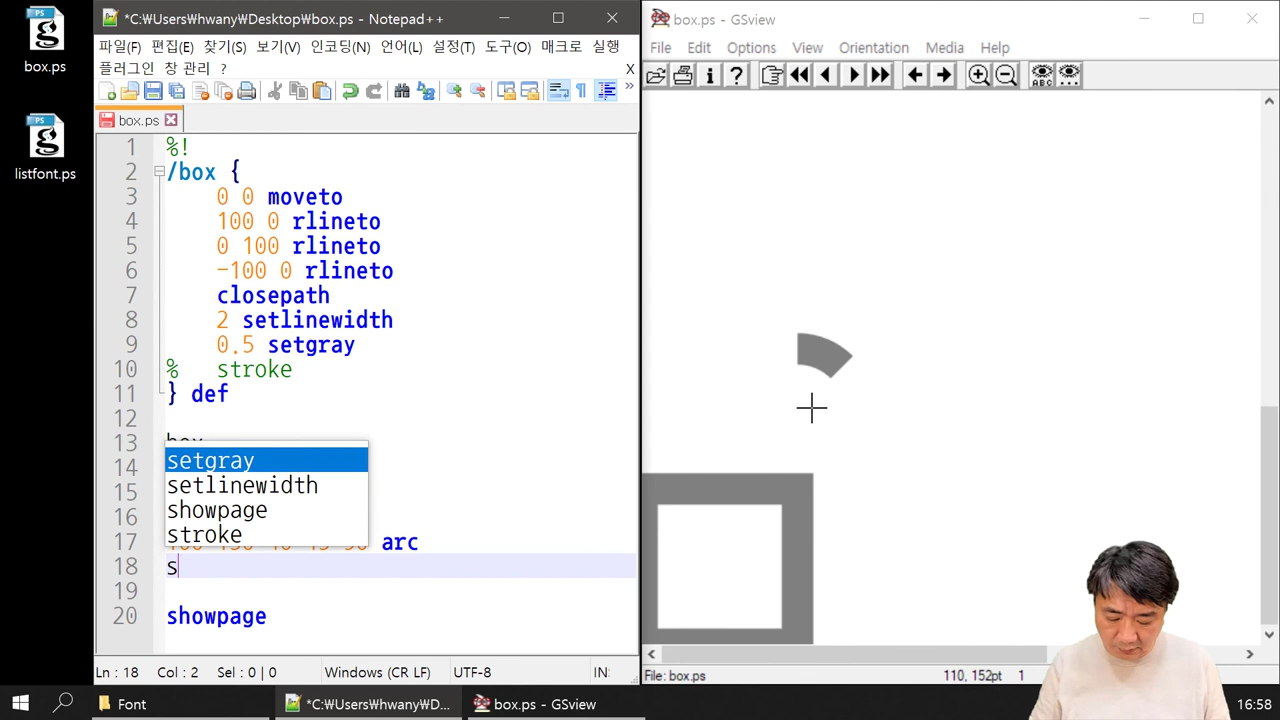 box.ps
listfont.ps
*C:₩Users₩hwany₩Desktop₩box.ps - Notepad++
파일(F) 편집(E) 찾기(S) 보기(V) 인코딩(N) 언어(L) 설정(T) 도구(O) 매크로 실행
플러그인 창 관리 ? X
box.ps
1 %!
2 /box {
3 0 0 moveto
4 100 0 rlineto
5 0 100 rlineto
6 -100 0 rlineto
7 closepath
8 2 setlinewidth
9 0.5 setgray
10 % stroke
11 } def
12
13 box
14 setgray
15 setlinewidth
16 showpage
stroke
17 arc
18 s
19
20 showpage
Ln : 18 Col : 2 Sel : 0 | 0 Windows (CR LF) UTF-8 IN:
box.ps - GSview
File Edit Options View Orientation Media Help
File: box.ps 110, 152pt 1
Font
*C:₩Users₩hwany₩D...
box.ps - GSview
16:58